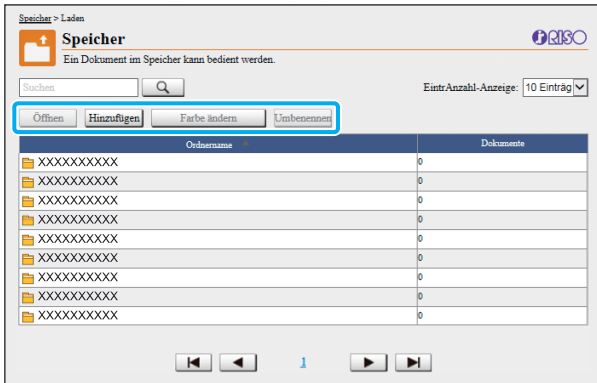 Speicher > Laden
Speicher
RISO
Ein Dokument im Speicher kann bedient werden.
Suchen
EintrAnzahl-Anzeige: 10 Einträg
Öffnen Hinzufügen Farbe ändern Umbenennen
Ordnername Dokumente
XXXXXXXXXX 0
XXXXXXXXXX 0
XXXXXXXXXX 0
XXXXXXXXXX 0
XXXXXXXXXX 0
XXXXXXXXXX 0
XXXXXXXXXX 0
XXXXXXXXXX 0
XXXXXXXXXX 0
1